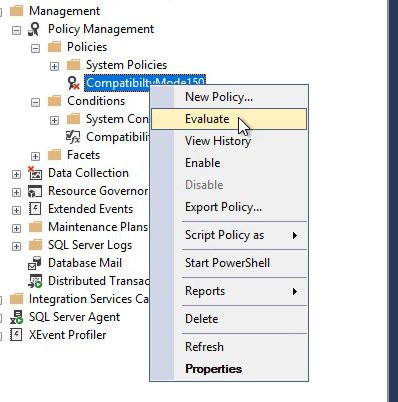 Management
Policy Management
Policies
System Policies
CompatibiltyMode150
New Policy...
Conditions
Evaluate
System Con
View History
Compatibili
Enable
Facets
Disable
Data Collection
Resource Governor
Export Policy...
Extended Events
Maintenance Plans
Script Policy as
SQL Server Logs
Database Mail
Start PowerShell
Distributed Transac
Integration Services Ca
Reports
SQL Server Agent
Delete
XEvent Profiler
Refresh
Properties